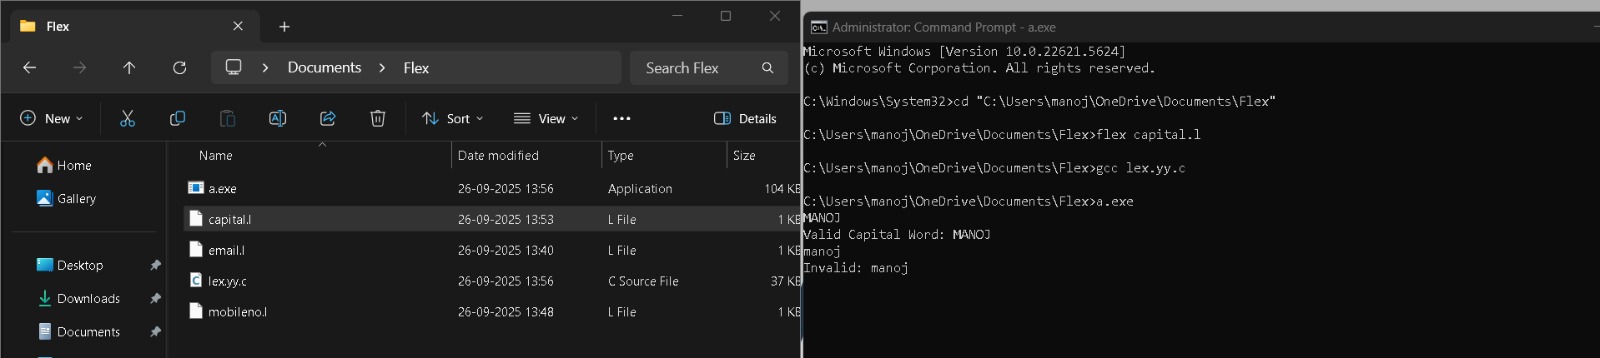 Flex
Documents
Flex
Search Flex
New
Sort
View
Details
Home
Gallery
Desktop
Downloads
Documents
Name Date modified Type Size
a.exe 26-09-2025 13:56 Application 104 KB
capital.l 26-09-2025 13:53 L File 1 KB
email.l 26-09-2025 13:40 L File 1 KB
lex.yy.c 26-09-2025 13:56 C Source File 37 KB
mobileno.l 26-09-2025 13:48 L File 1 KB
Administrator: Command Prompt - a.exe
Microsoft Windows [Version 10.0.22621.5624]
(c) Microsoft Corporation. All rights reserved.
C:\Windows\System32>cd "C:\Users\manoj\OneDrive\Documents\Flex"
C:\Users\manoj\OneDrive\Documents\Flex>flex capital.l
C:\Users\manoj\OneDrive\Documents\Flex>gcc lex.yy.c
C:\Users\manoj\OneDrive\Documents\Flex>a.exe
MANOJ
Valid Capital Word: MANOJ
manoj
Invalid: manoj